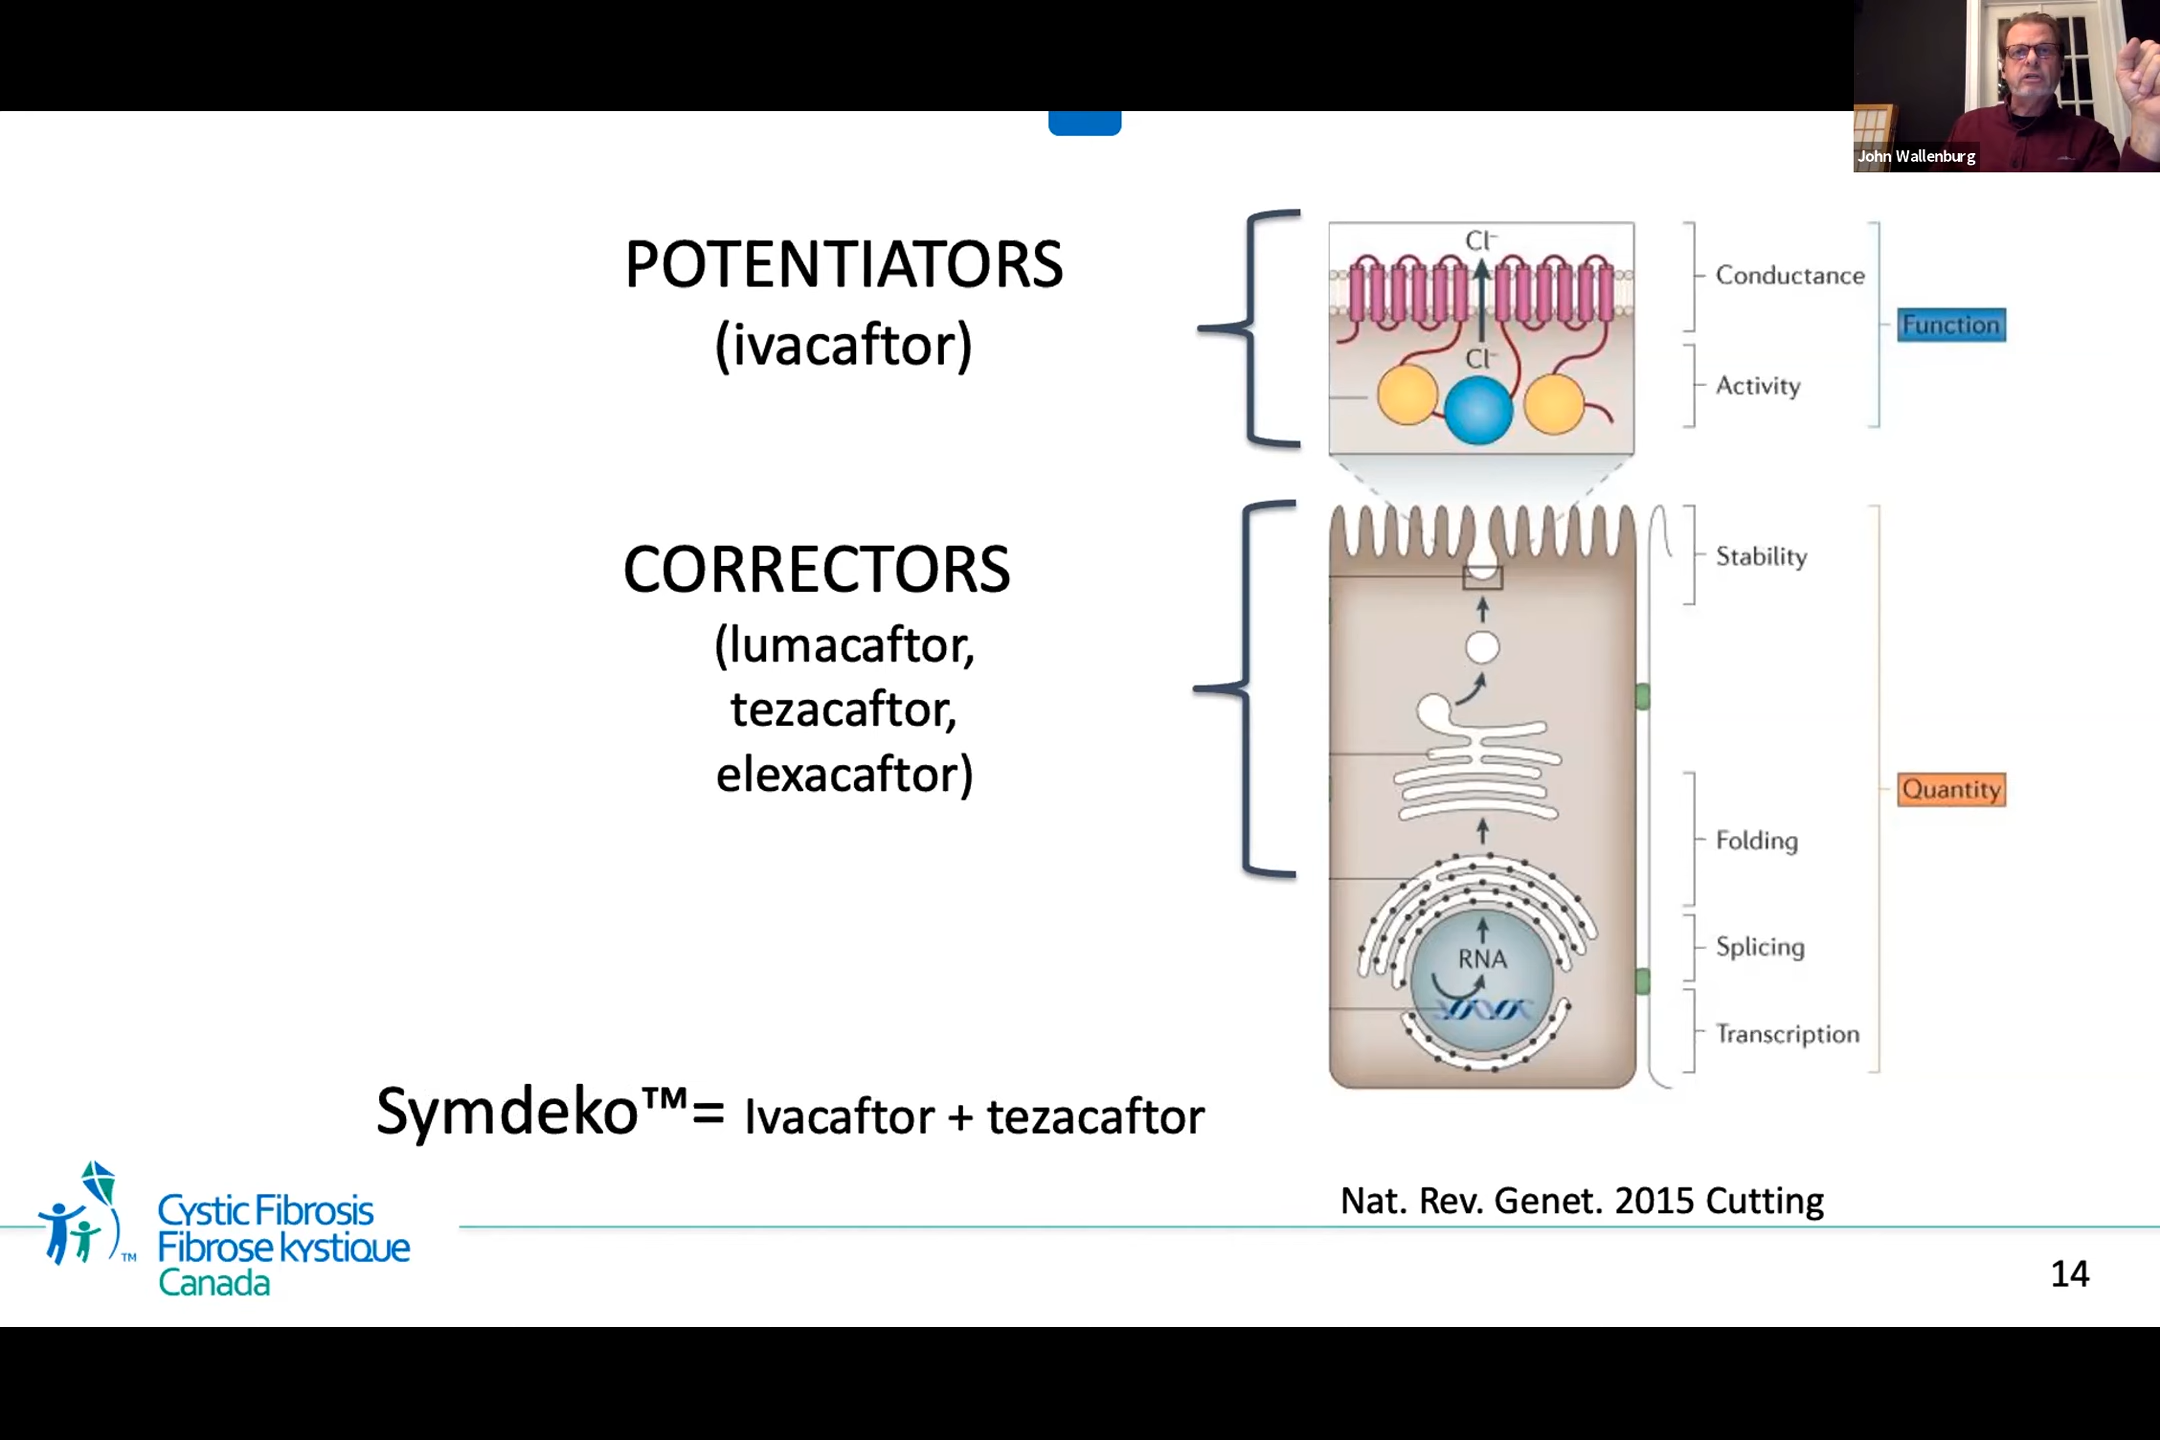 John Wallenburg
POTENTIATORS
(ivacaftor)
CORRECTORS
(lumacaftor,
tezacaftor,
elexacaftor)
Cl⁻
Cl⁻
Conductance
Activity
Function
Stability
Folding
Splicing
Transcription
Quantity
RNA
Symdeko™= Ivacaftor + tezacaftor
Nat. Rev. Genet. 2015 Cutting
Cystic Fibrosis
Fibrose kystique
Canada
TM
14